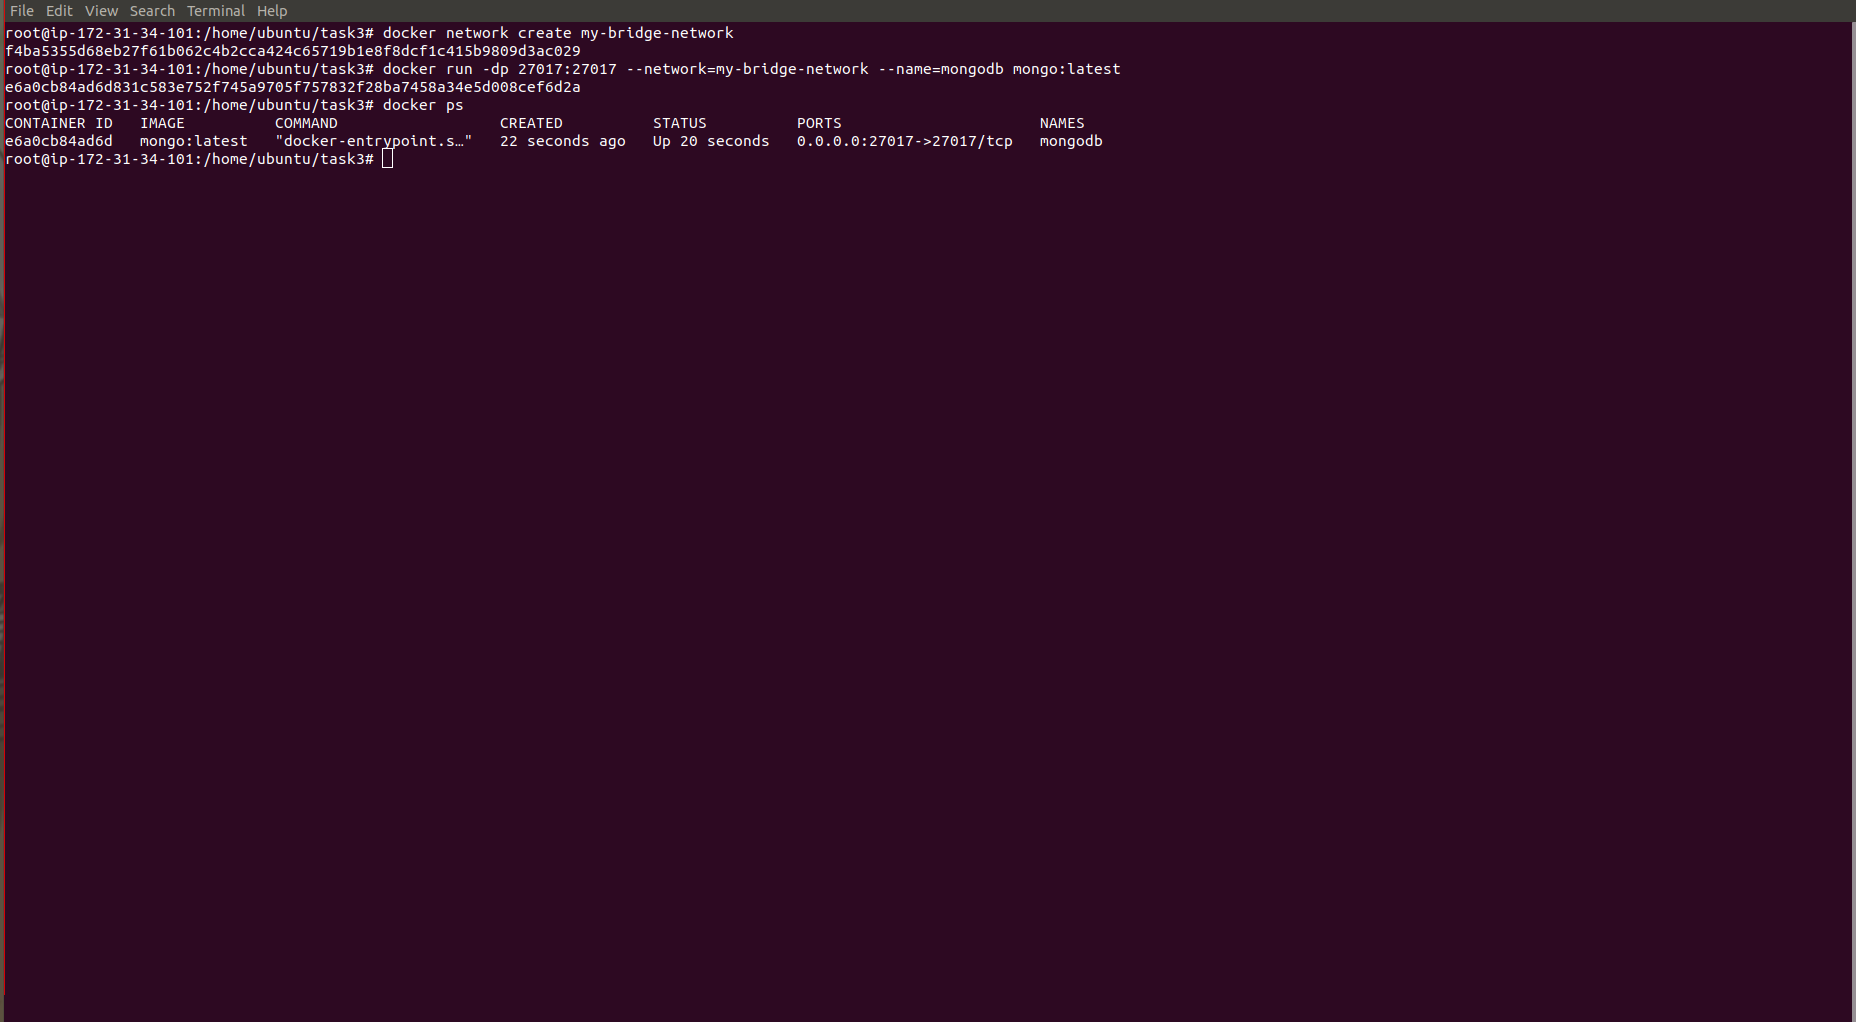 File Edit View Search Terminal Help
root@ip-172-31-34-101:/home/ubuntu/task3# docker network create my-bridge-network
f4ba5355d68eb27f61b062c4b2cca424c65719b1e8f8dcf1c415b9809d3ac029
root@ip-172-31-34-101:/home/ubuntu/task3# docker run -dp 27017:27017 --network=my-bridge-network --name=mongodb mongo:latest
e6a0cb84ad6d831c583e752f745a9705f757832f28ba7458a34e5d008cef6d2a
root@ip-172-31-34-101:/home/ubuntu/task3# docker ps
CONTAINER ID   IMAGE          COMMAND                  CREATED          STATUS          PORTS                      NAMES
e6a0cb84ad6d   mongo:latest   "docker-entrypoint.s…"   22 seconds ago   Up 20 seconds   0.0.0.0:27017->27017/tcp   mongodb
root@ip-172-31-34-101:/home/ubuntu/task3#